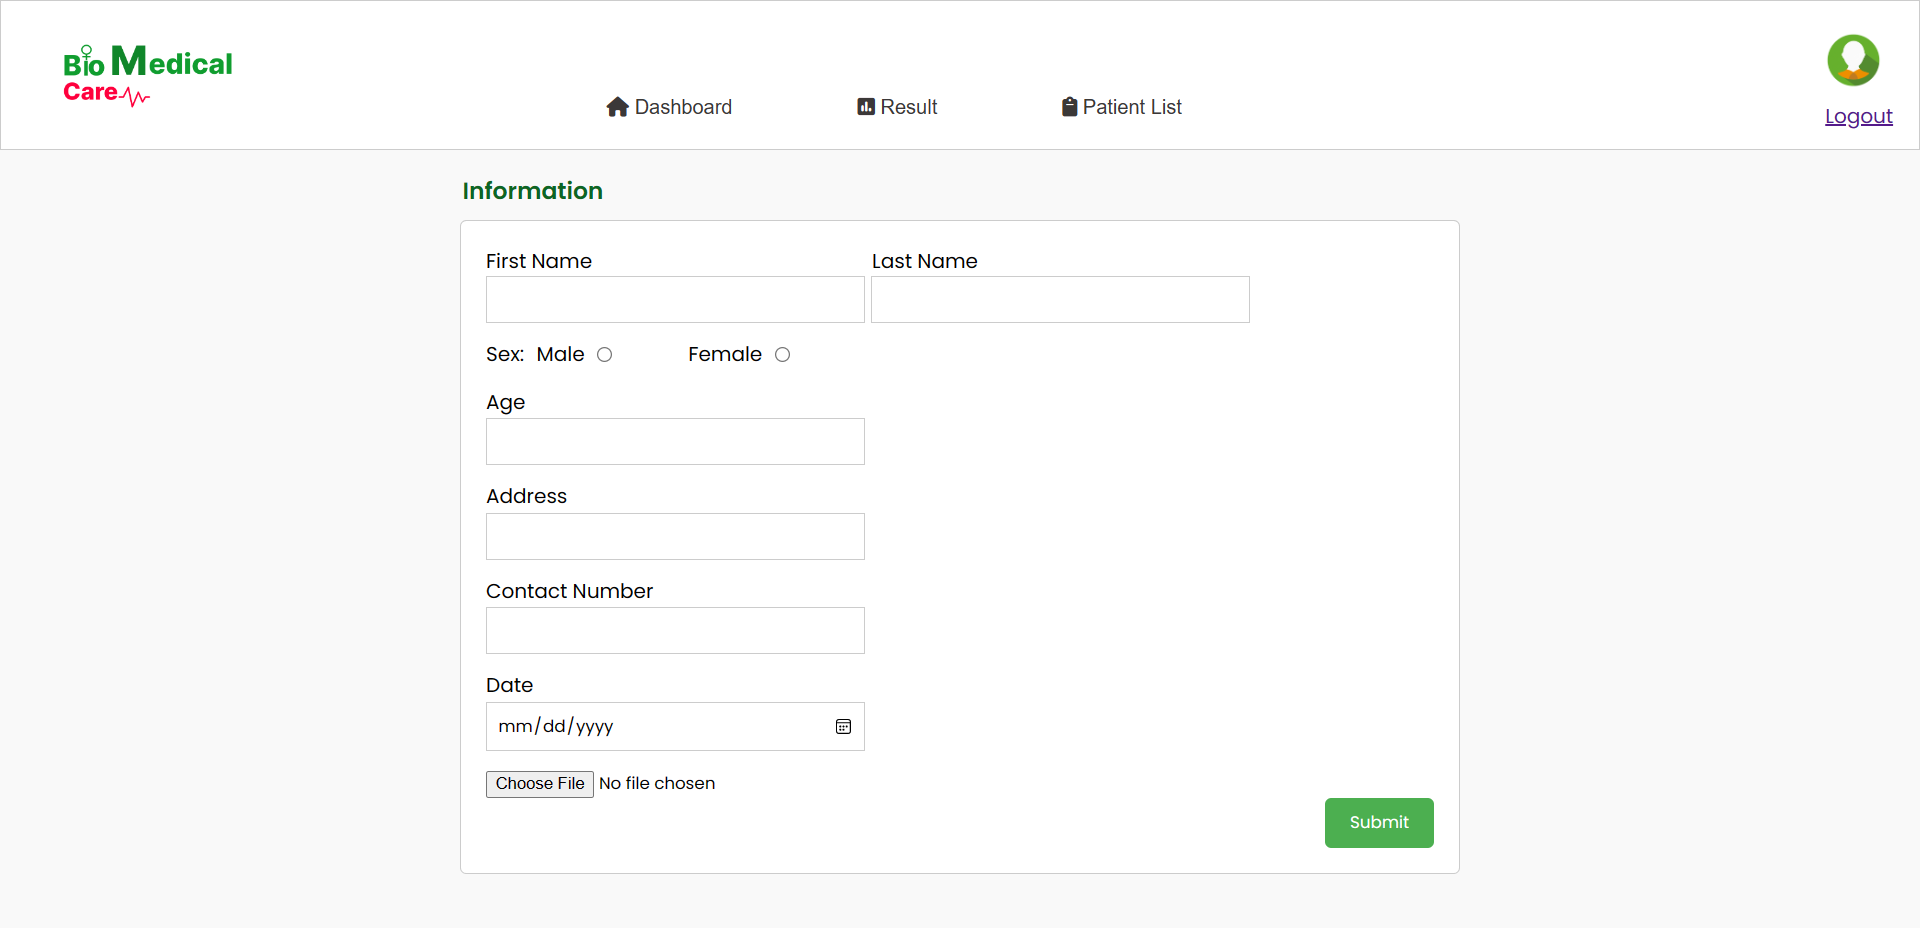 Bio Medical
Care
Dashboard
Result
Patient List
Logout
Information
First Name
Last Name
Sex: Male
Female
Age
Address
Contact Number
Date
mm/dd/yyyy
Choose File No file chosen
Submit